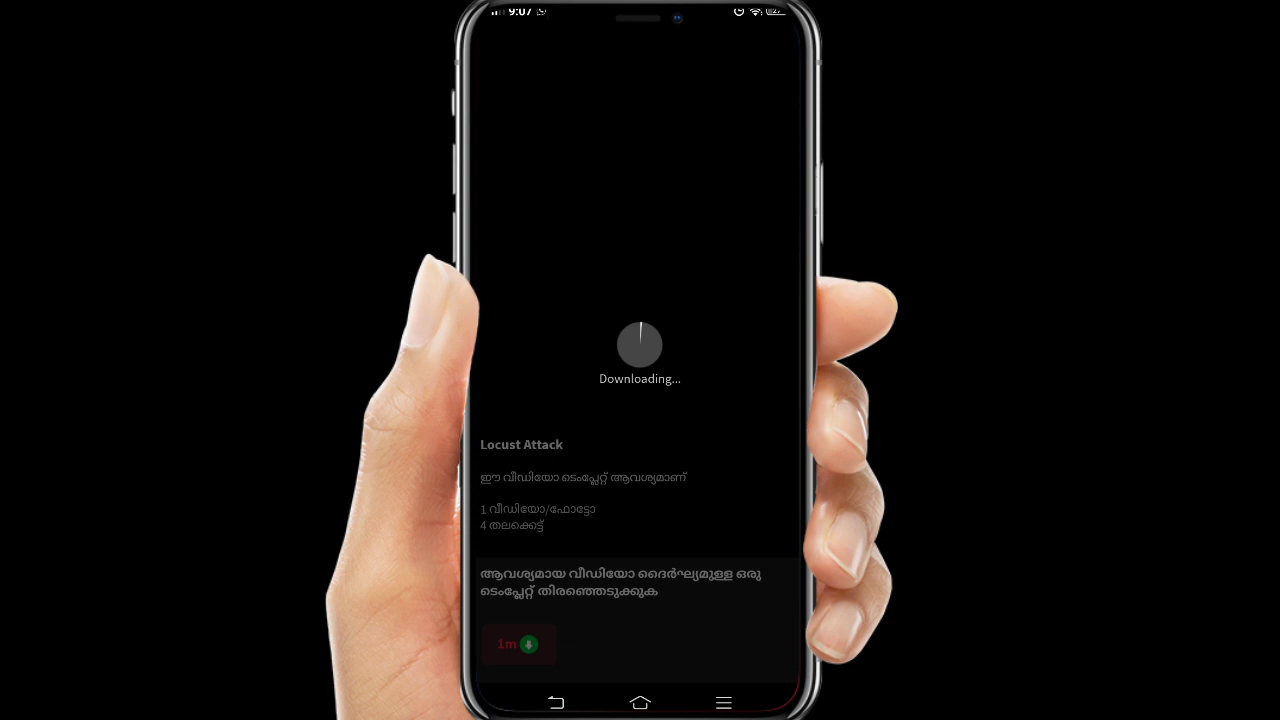 9:07
Downloading...
Locust Attack
ഈ വീഡിയോ ടെംപ്ലേറ്റ് ആവശ്യമാണ്
1 വീഡിയോ/ഫോട്ടോ
4 തലക്കെട്ട്
ആവശ്യമായ വീഡിയോ ദൈർഘ്യമുള്ള ഒരു
ടെംപ്ലേറ്റ് തിരഞ്ഞെടുക്കുക
1m